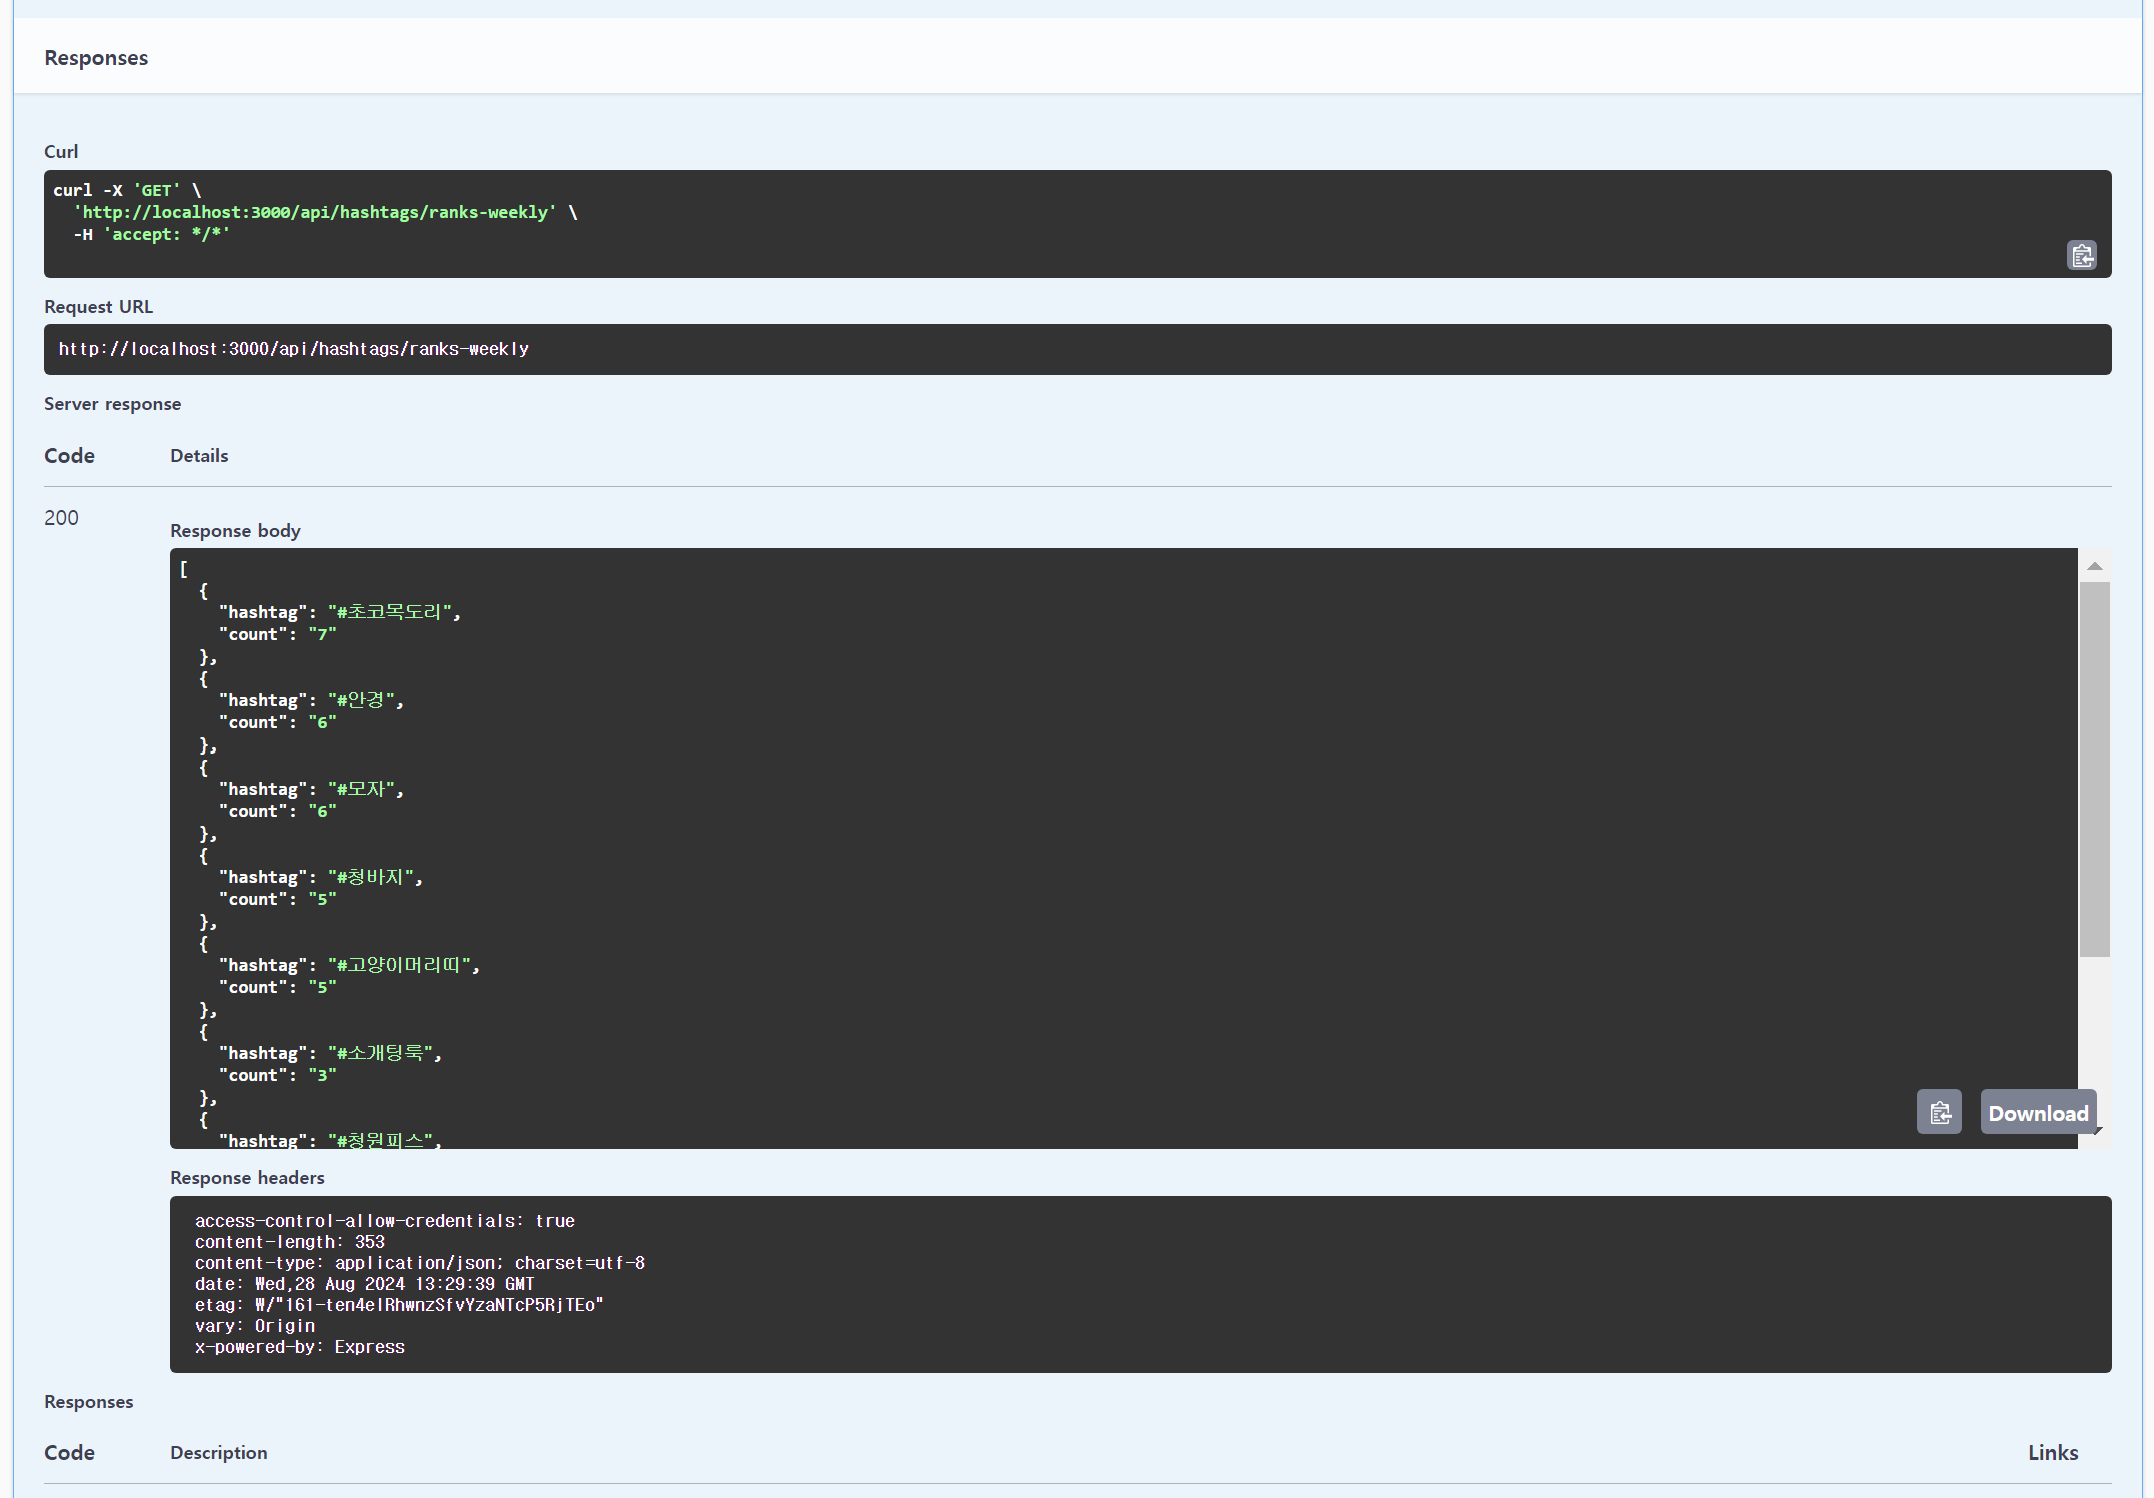 Responses
Curl
curl -X 'GET' \
'http://localhost:3000/api/hashtags/ranks-weekly' \
-H 'accept: */*'
Request URL
http://localhost:3000/api/hashtags/ranks-weekly
Server response
Code Details
200
Response body
[
{
"hashtag": "#초코목도리",
"count": "7"
},
{
"hashtag": "#안경",
"count": "6"
},
{
"hashtag": "#모자",
"count": "6"
},
{
"hashtag": "#청바지",
"count": "5"
},
{
"hashtag": "#고양이머리띠",
"count": "5"
},
{
"hashtag": "#소개팅룩",
"count": "3"
},
{
"hashtag": "#청원피스",
Download
Response headers
access-control-allow-credentials: true
content-length: 353
content-type: application/json; charset=utf-8
date: Wed,28 Aug 2024 13:29:39 GMT
etag: W/"161-ten4elRhwnzSfvYzaNTcP5RjTEo"
vary: Origin
x-powered-by: Express
Responses
Code Description Links